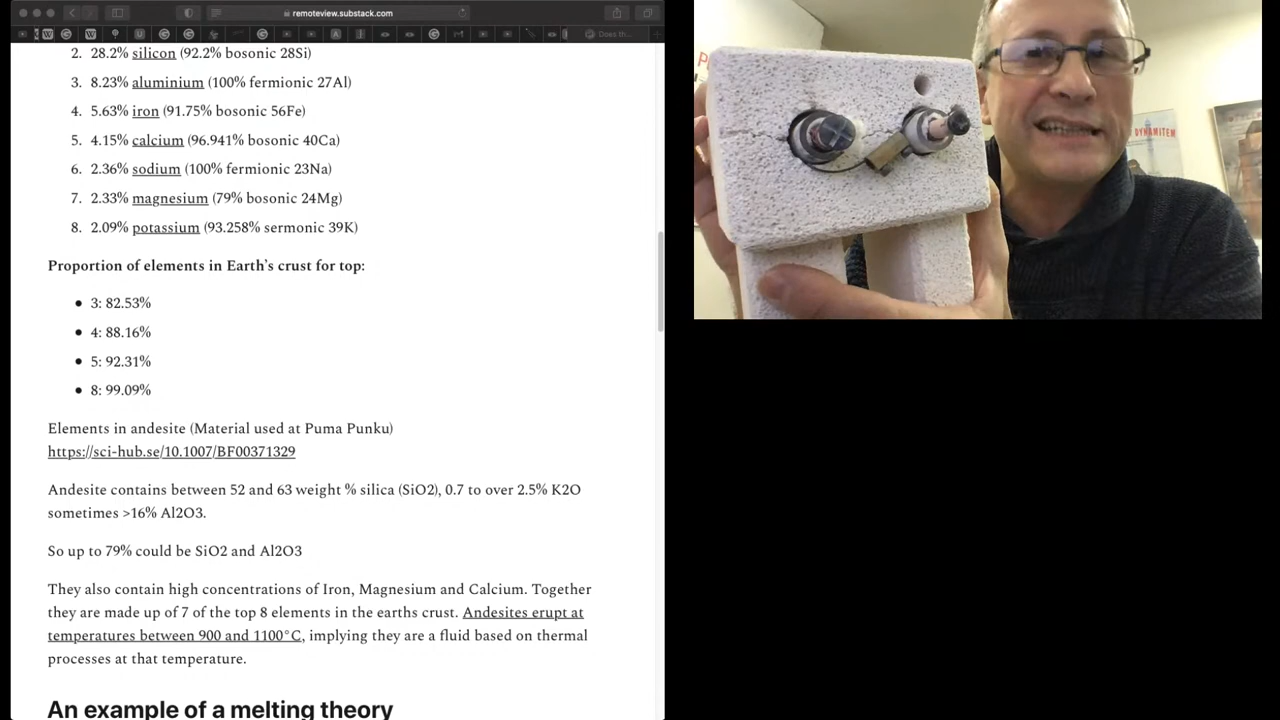 remoteview.substack.com
Does th...
2. 28.2% silicon (92.2% bosonic 28Si)
3. 8.23% aluminium (100% fermionic 27Al)
4. 5.63% iron (91.75% bosonic 56Fe)
5. 4.15% calcium (96.941% bosonic 40Ca)
6. 2.36% sodium (100% fermionic 23Na)
7. 2.33% magnesium (79% bosonic 24Mg)
8. 2.09% potassium (93.258% sermonic 39K)
Proportion of elements in Earth's crust for top:
3: 82.53%
4: 88.16%
5: 92.31%
8: 99.09%
Elements in andesite (Material used at Puma Punku)
https://sci-hub.se/10.1007/BF00371329
Andesite contains between 52 and 63 weight % silica (SiO2), 0.7 to over 2.5% K2O
sometimes >16% Al2O3.
So up to 79% could be SiO2 and Al2O3
They also contain high concentrations of Iron, Magnesium and Calcium. Together
they are made up of 7 of the top 8 elements in the earths crust. Andesites erupt at
temperatures between 900 and 1100°C, implying they are a fluid based on thermal
processes at that temperature.
An example of a melting theory
DYNAMITEM